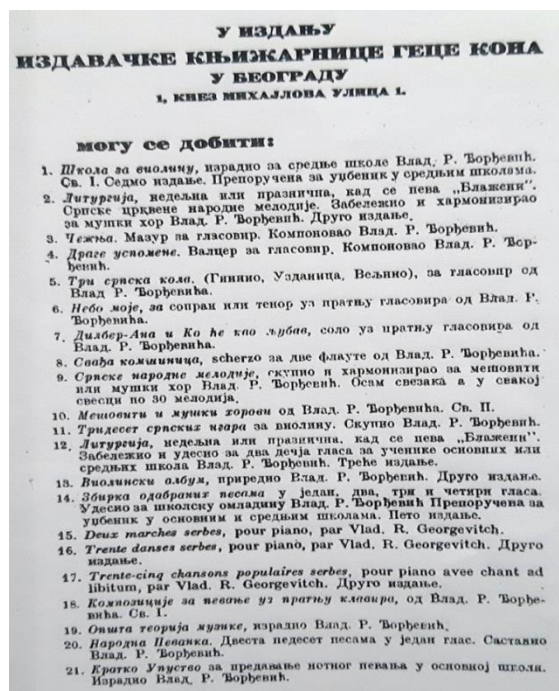 У ИЗДАЊУ
ИЗДАВАЧКЕ КЊИЖАРНИЦЕ ГЕЦЕ КОНА
У БЕОГРАДУ
1, КНЕЗ МИХАЈЛОВА УЛИЦА 1.
могу се добити:
1. Школа за виолину, израдио за средње школе Влад. Р. Ђорђевић.
Св. I. Седмо издање. Препоручена за уџбеник у средњим школама.
2. Литургија, недељна или празнична, кад се пева „Блажени“.
Српске црквене народне мелодије. Забележио и хармонизирао
за мушки хор Влад. Р. Ђорђевић. Друго издање.
3. Чежња. Мазур за гласовир. Компоновао Влад. Р. Ђорђевић.
4. Драге успомене. Валцер за гласовир. Компоновао Влад. Р. Ђор-
ђевић.
5. Три српска кола. (Гинино, Узданица, Вељино), за гласовир од
Влад Р. Ђорђевића.
6. Небо моје, за сопран или тенор уз пратњу гласовира од Влад. Р.
Ђорђевића.
7. Дилбер-Ана и Ко ће као љубав, соло уз пратњу гласовира од
Влад. Р. Ђорђевића.
8. Свађа комшиница, scherzo за две флауте од Влад. Р. Ђорђевића.
9. Српске народне мелодије, скупио и хармонизирао за мешовити
или мушки хор Влад. Р. Ђорђевић. Осам свезака а у свакој
свесци по 30 мелодија.
10. Мешовити и мушки хорови од Влад. Р. Ђорђевића. Св. II.
11. Тридесет српских игара за виолину. Скупио Влад. Р. Ђорђевић.
12. Литургија, недељна или празнична. кад се пева „Блажени“.
Забележио и удесио за два дечја гласа за ученике основних или
средњих школа Влад. Р. Ђорђевић. Треће издање.
13. Виолински албум, приредио Влад. Р. Ђорђевић. Друго издање.
14. Збирка одабраних песама у један, два, три и четири гласа.
Удесио за школску омладину Влад. Р. Ђорђевић Препоручена за
уџбеник у основним и средњим школама. Пето издање.
15. Deux marches serbes, pour piano, par Vlad. R. Georgevitch.
16. Trente danses serbes, pour piano, par Vlad. R. Georgevitch. Друго
издање.
17. Trente-cinq chansons populaires serbes, pour piano avec chant ad
libitum, par Vlad. R. Georgevitch. Друго издање.
18. Композиције за певање уз пратњу клавира, од Влад. Р. Ђорђе-
вића. Св. I.
19. Општа теорија музике, израдио Влад. Р. Ђорђевић.
20. Народна Певанка. Двеста педесет песама у један глас. Саставио
Влад. Р. Ђорђевић.
21. Кратко Упуство за предавање нотног певања у основној школи.
Израдио Влад. Р. Ђорђевић.